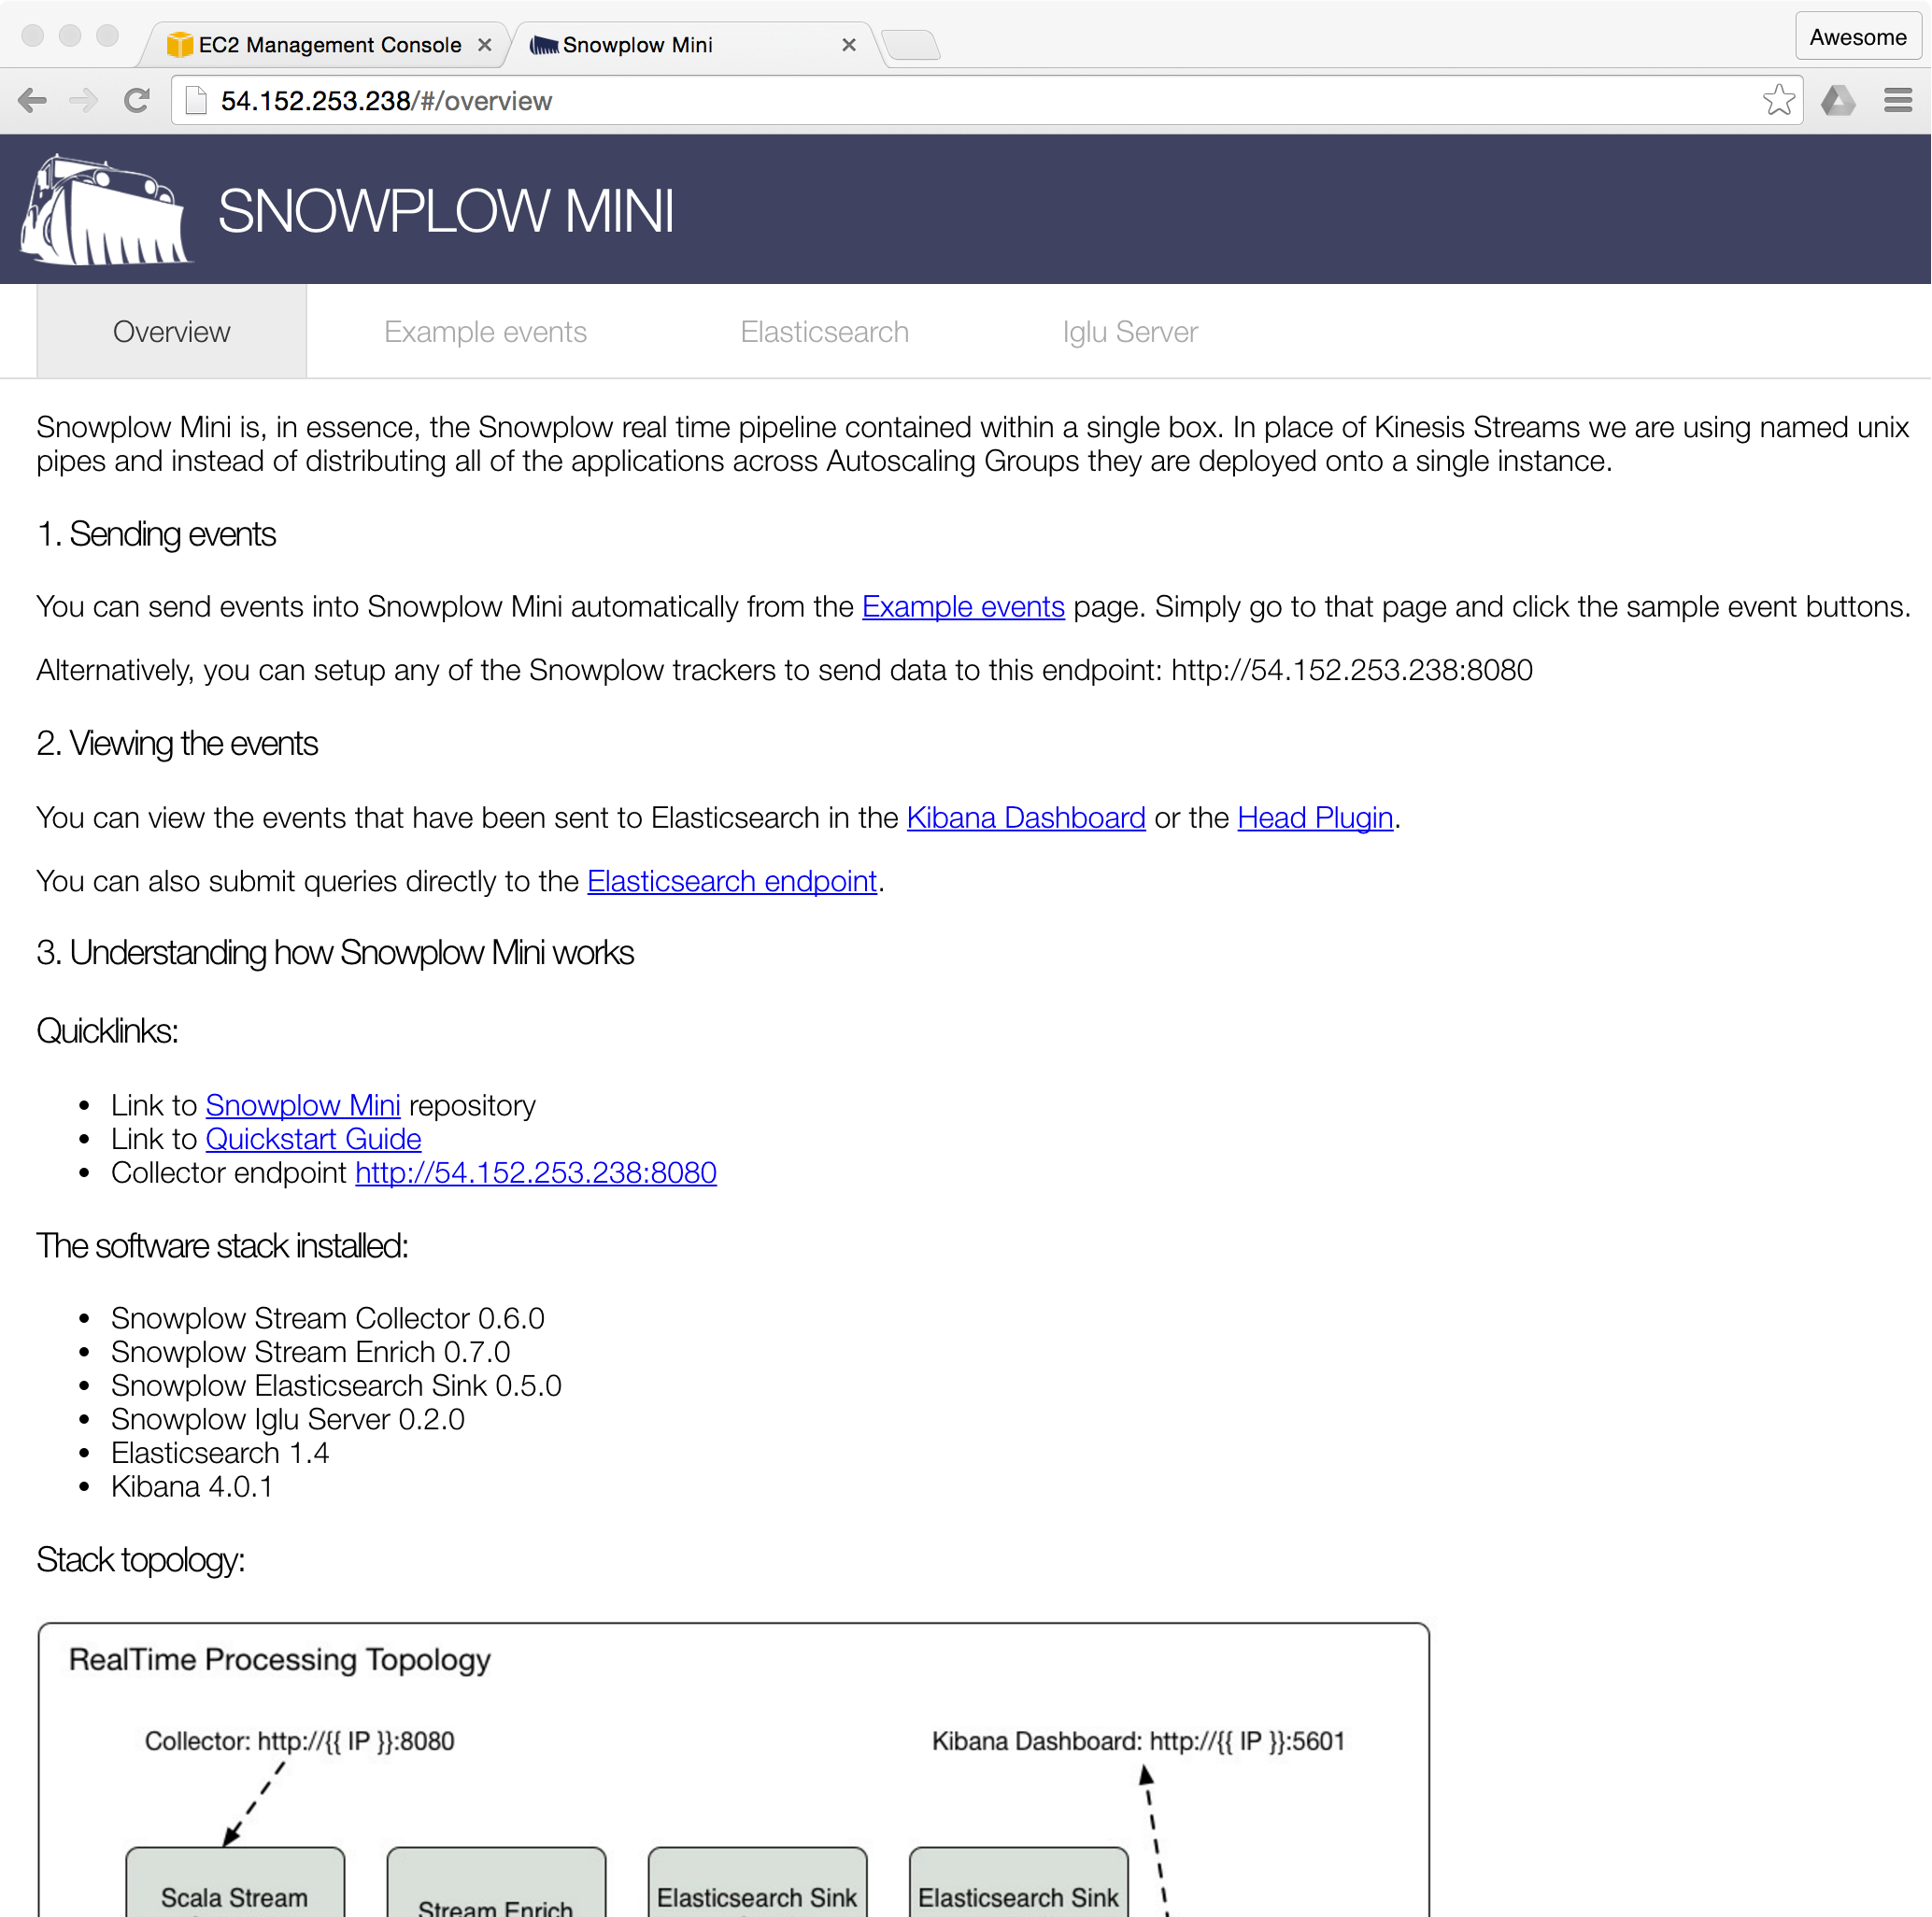 EC2 Management Console
Snowplow Mini
Awesome
54.152.253.238/#/overview
SNOWPLOW MINI
Overview
Example events
Elasticsearch
Iglu Server
Snowplow Mini is, in essence, the Snowplow real time pipeline contained within a single box. In place of Kinesis Streams we are using named unix
pipes and instead of distributing all of the applications across Autoscaling Groups they are deployed onto a single instance.
1. Sending events
You can send events into Snowplow Mini automatically from the Example events page. Simply go to that page and click the sample event buttons.
Alternatively, you can setup any of the Snowplow trackers to send data to this endpoint: http://54.152.253.238:8080
2. Viewing the events
You can view the events that have been sent to Elasticsearch in the Kibana Dashboard or the Head Plugin.
You can also submit queries directly to the Elasticsearch endpoint.
3. Understanding how Snowplow Mini works
Quicklinks:
• Link to Snowplow Mini repository
• Link to Quickstart Guide
• Collector endpoint http://54.152.253.238:8080
The software stack installed:
• Snowplow Stream Collector 0.6.0
• Snowplow Stream Enrich 0.7.0
• Snowplow Elasticsearch Sink 0.5.0
• Snowplow Iglu Server 0.2.0
• Elasticsearch 1.4
• Kibana 4.0.1
Stack topology:
RealTime Processing Topology
Collector: http://{{ IP }}:8080
Kibana Dashboard: http://{{ IP }}:5601
Scala Stream
Stream Enrich
Elasticsearch Sink
Elasticsearch Sink